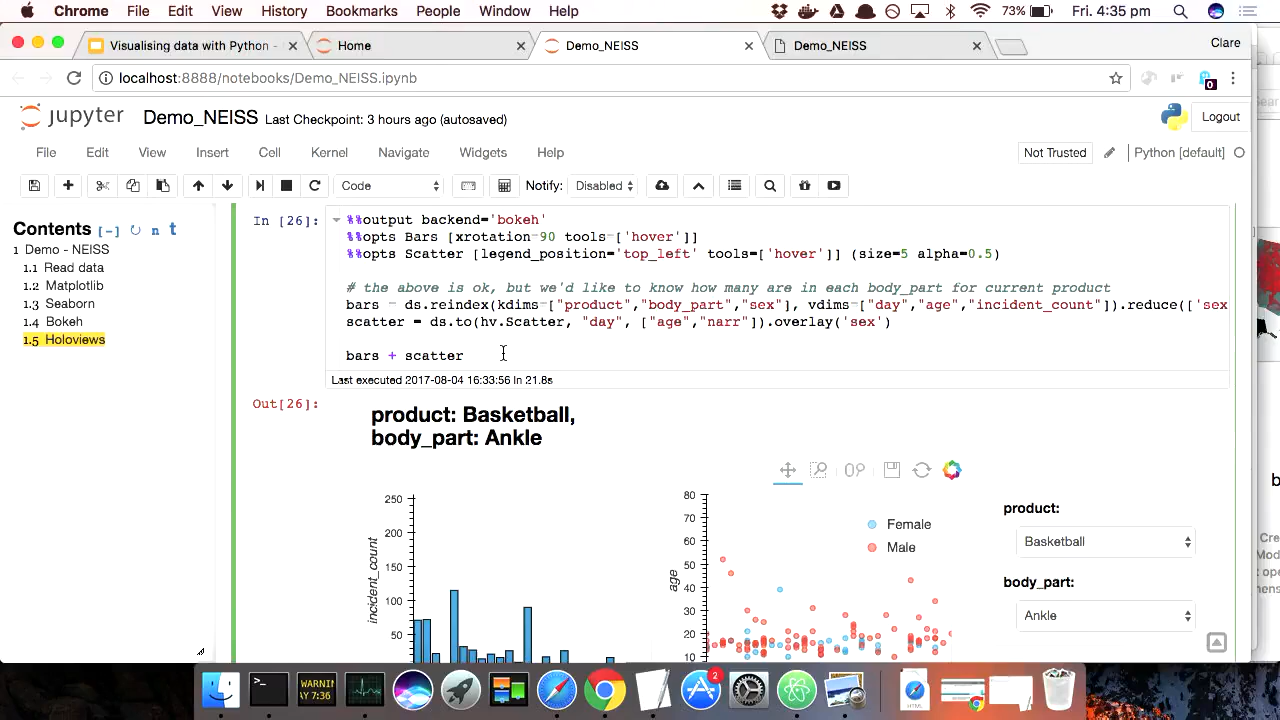 Chrome File Edit View History Bookmarks People Window Help 73% Fri. 4:35 pm
Visualising data with Python - Home Demo_NEISS Demo_NEISS Clare
localhost:8888/notebooks/Demo_NEISS.ipynb 0
jupyter Demo_NEISS Last Checkpoint: 3 hours ago (autosaved) Logout
File Edit View Insert Cell Kernel Navigate Widgets Help Not Trusted Python [default]
Code Notify: Disabled
Contents [-] n t
1 Demo - NEISS
1.1 Read data
1.2 Matplotlib
1.3 Seaborn
1.4 Bokeh
1.5 Holoviews
In [26]:
%%output backend='bokeh'
%%opts Bars [xrotation=90 tools=['hover']]
%%opts Scatter [legend_position='top_left' tools=['hover']] (size=5 alpha=0.5)
# the above is ok, but we'd like to know how many are in each body_part for current product
bars = ds.reindex(kdims=["product","body_part","sex"], vdims=["day","age","incident_count"]).reduce(['sex
scatter = ds.to(hv.Scatter, "day", ["age","narr"]).overlay('sex')
bars + scatter
Last executed 2017-08-04 16:33:56 in 21.8s
Out[26]:
product: Basketball,
body_part: Ankle
250
200
150
100
50
incident_count
80
70
60
50
40
30
20
10
age
Female
Male
product:
Basketball
body_part:
Ankle
WARNIN
Y 7:36
2